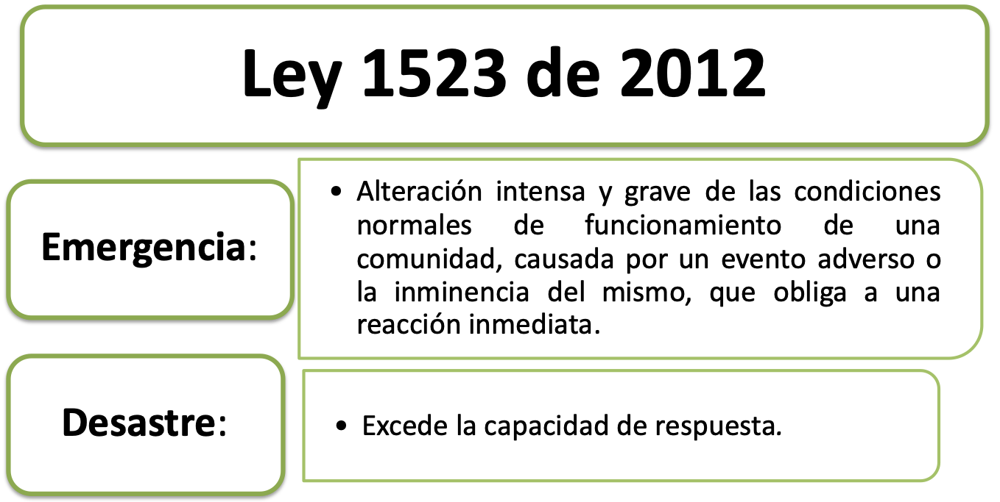 Ley 1523 de 2012
Emergencia:
• Alteración intensa y grave de las condiciones
normales de funcionamiento de una
comunidad, causada por un evento adverso o
la inminencia del mismo, que obliga a una
reacción inmediata.
Desastre:
• Excede la capacidad de respuesta.